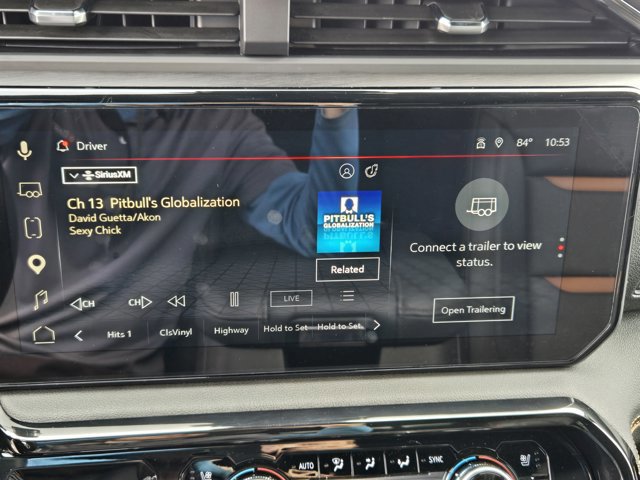 Driver
84° 10:53
SiriusXM
Ch 13 Pitbull's Globalization
David Guetta/Akon
Sexy Chick
PITBULL'S
GLOBALIZATION
Related
Connect a trailer to view
status.
Open Trailering
CH CH LIVE
Hits 1 ClsVinyl Highway Hold to Set Hold to Set
AUTO SYNC